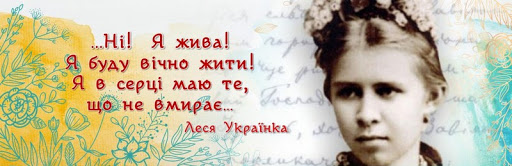 ...Ні! Я жива!
Я буду вічно жити!
Я в серці маю те,
що не вмирає...
Леся Українка